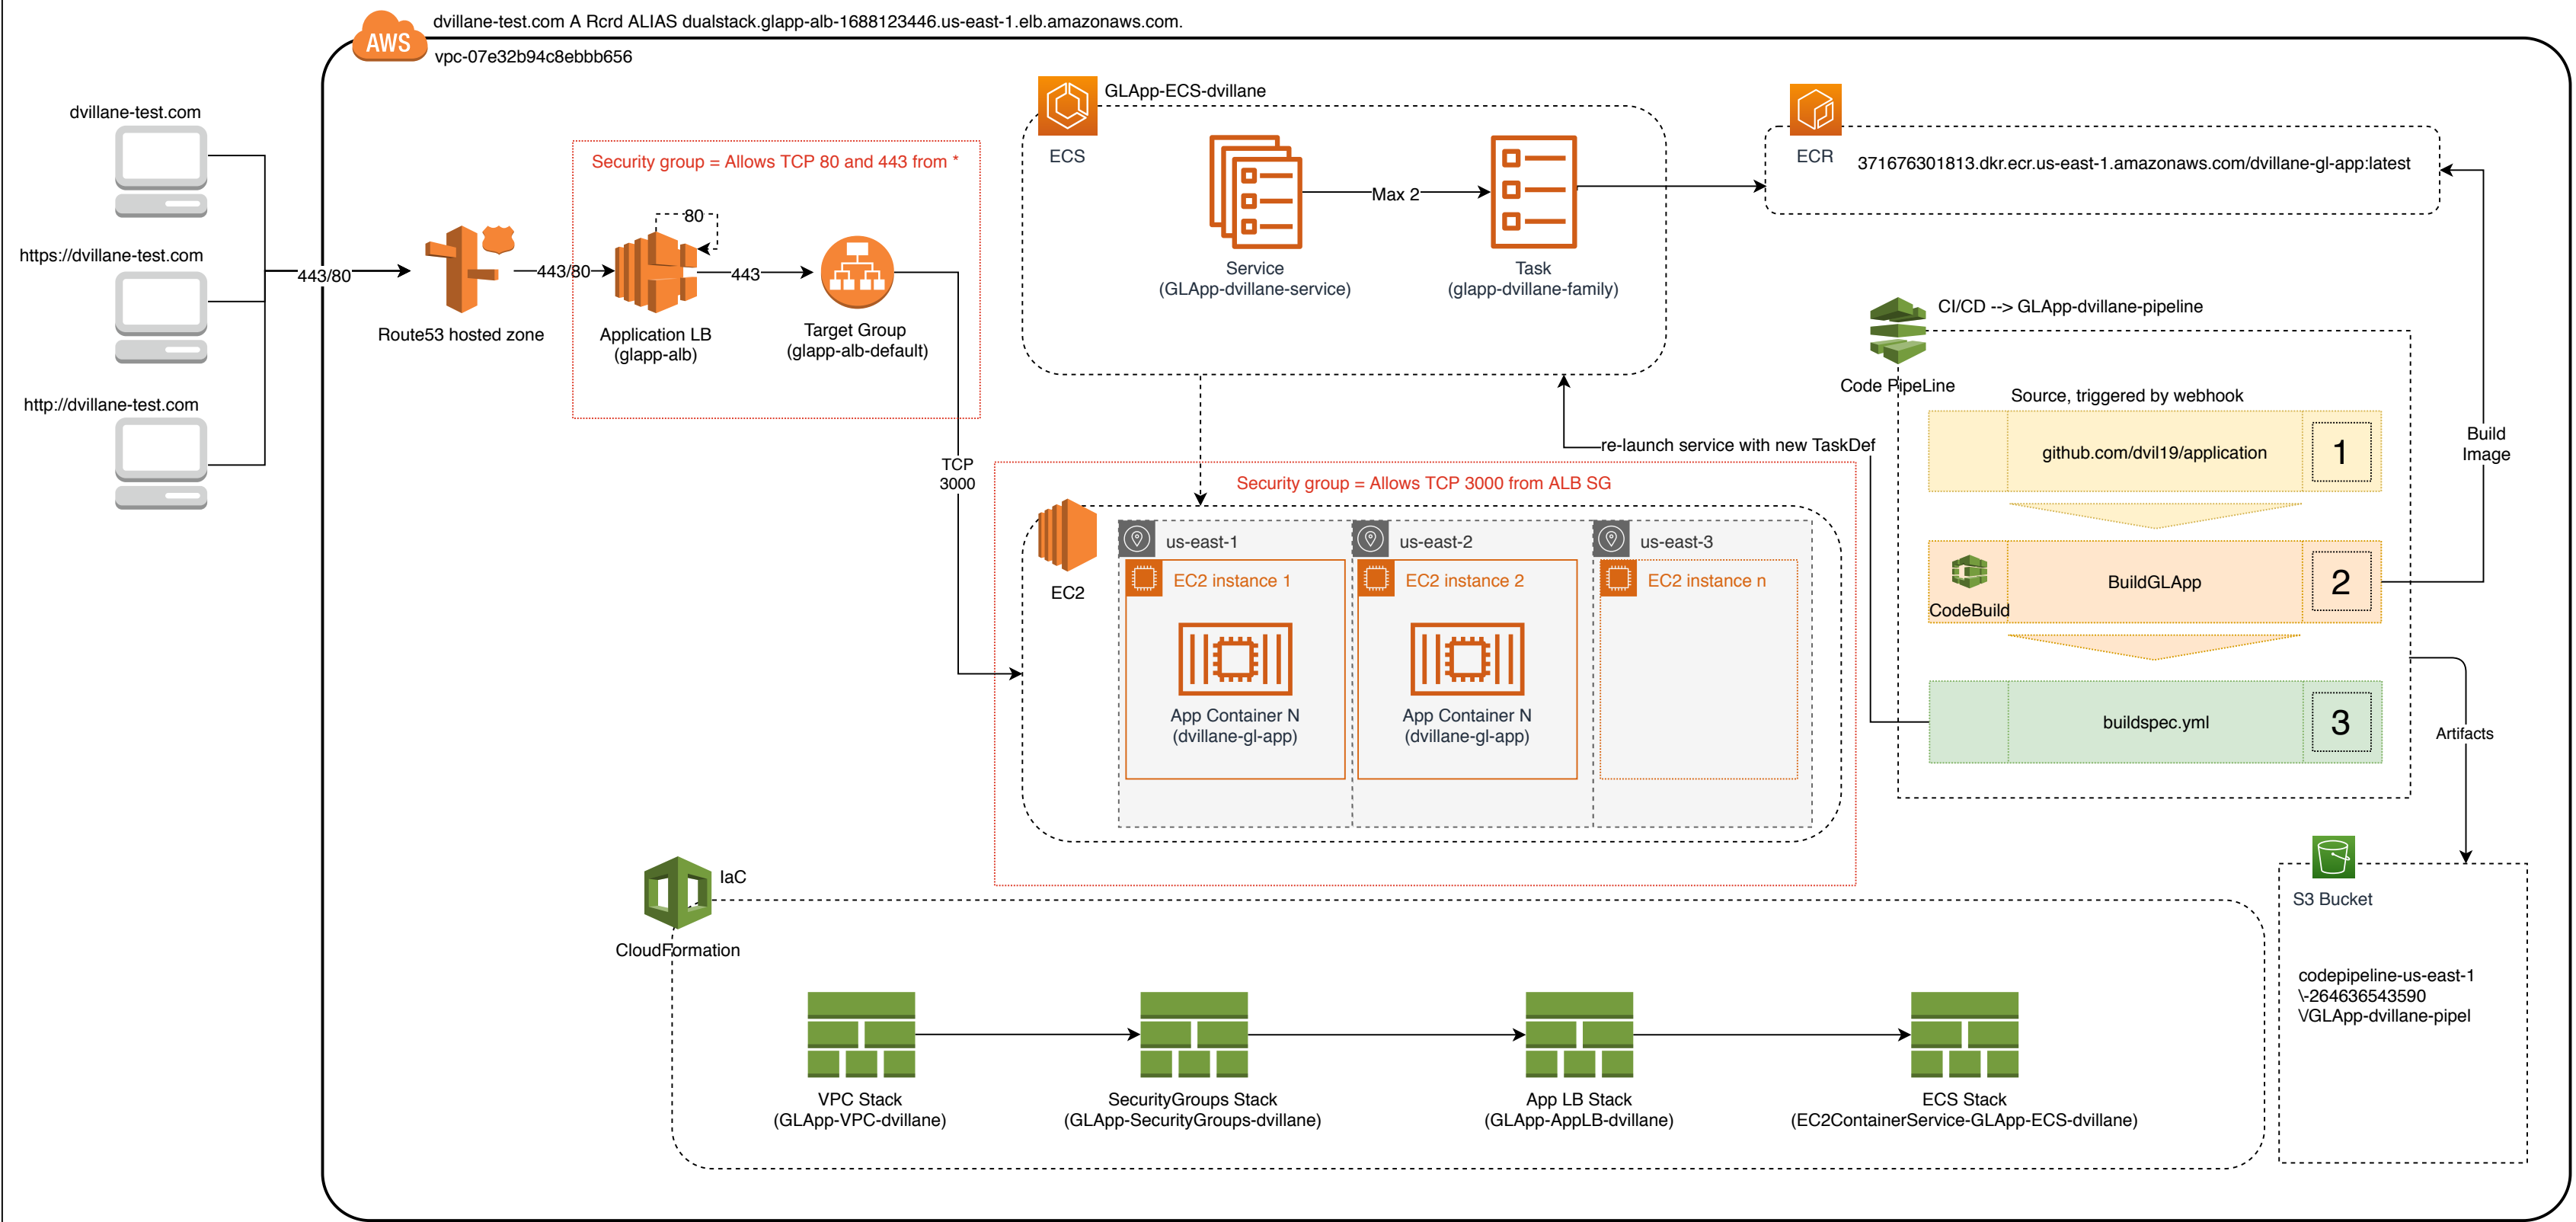 dvillane-test.com A Rcrd ALIAS dualstack.glapp-alb-1688123446.us-east-1.elb.amazonaws.com.
AWS
vpc-07e32b94c8ebbb656
dvillane-test.com
https://dvillane-test.com
http://dvillane-test.com
443/80
Route53 hosted zone
443/80
Security group = Allows TCP 80 and 443 from *
80
Application LB
(glapp-alb)
443
Target Group
(glapp-alb-default)
TCP
3000
GLApp-ECS-dvillane
ECS
Service
(GLApp-dvillane-service)
Max 2
Task
(glapp-dvillane-family)
ECR
371676301813.dkr.ecr.us-east-1.amazonaws.com/dvillane-gl-app:latest
CI/CD --> GLApp-dvillane-pipeline
Code PipeLine
Source, triggered by webhook
github.com/dvil19/application
1
CodeBuild
BuildGLApp
2
buildspec.yml
3
Build
Image
re-launch service with new TaskDef
Artifacts
Security group = Allows TCP 3000 from ALB SG
EC2
us-east-1
EC2 instance 1
App Container N
(dvillane-gl-app)
us-east-2
EC2 instance 2
App Container N
(dvillane-gl-app)
us-east-3
EC2 instance n
S3 Bucket
codepipeline-us-east-1
\-264636543590
\/GLApp-dvillane-pipel
IaC
CloudFormation
VPC Stack
(GLApp-VPC-dvillane)
SecurityGroups Stack
(GLApp-SecurityGroups-dvillane)
App LB Stack
(GLApp-AppLB-dvillane)
ECS Stack
(EC2ContainerService-GLApp-ECS-dvillane)